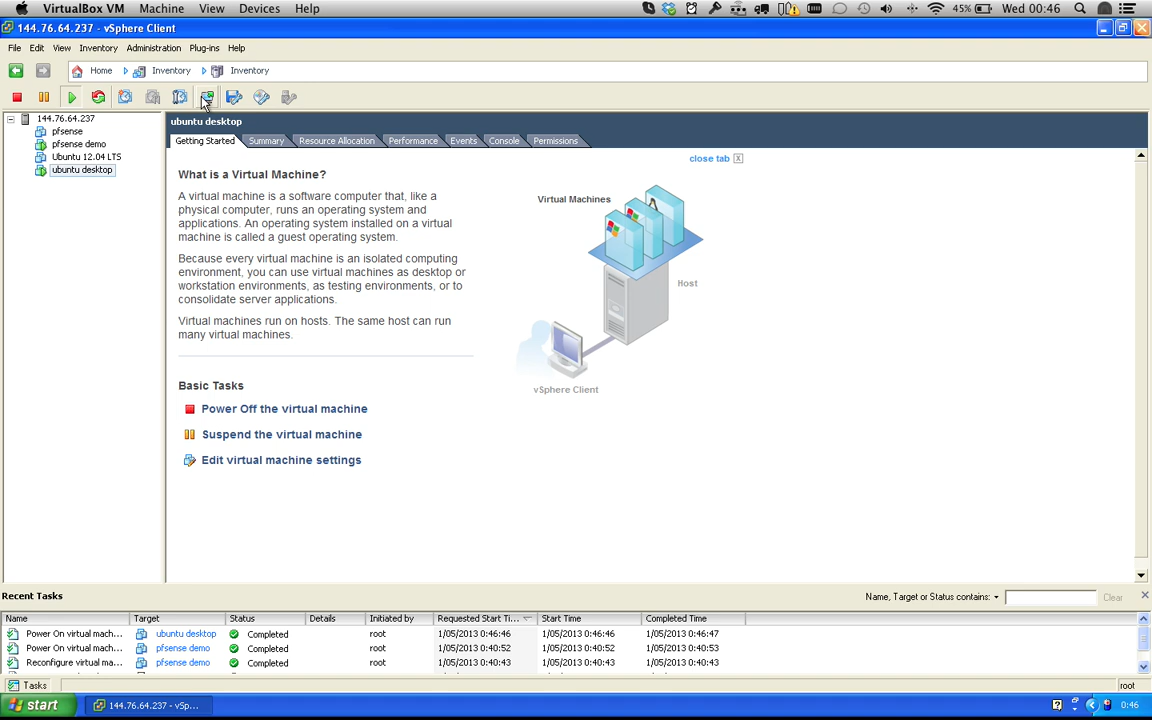 VirtualBox VM Machine View Devices Help 45% Wed 00:46
144.76.64.237 - vSphere Client
File Edit View Inventory Administration Plug-ins Help
Home Inventory Inventory
144.76.64.237
pfsense
pfsense demo
Ubuntu 12.04 LTS
ubuntu desktop
ubuntu desktop
Getting Started Summary Resource Allocation Performance Events Console Permissions
close tab X
What is a Virtual Machine?
A virtual machine is a software computer that, like a
physical computer, runs an operating system and
applications. An operating system installed on a virtual
machine is called a guest operating system.
Because every virtual machine is an isolated computing
environment, you can use virtual machines as desktop or
workstation environments, as testing environments, or to
consolidate server applications.
Virtual machines run on hosts. The same host can run
many virtual machines.
Virtual Machines
Host
vSphere Client
Basic Tasks
Power Off the virtual machine
Suspend the virtual machine
Edit virtual machine settings
Recent Tasks Name, Target or Status contains: Clear
Name Target Status Details Initiated by Requested Start Ti... Start Time Completed Time
Power On virtual mach... ubuntu desktop Completed root 1/05/2013 0:46:46 1/05/2013 0:46:46 1/05/2013 0:46:47
Power On virtual mach... pfsense demo Completed root 1/05/2013 0:40:52 1/05/2013 0:40:52 1/05/2013 0:40:53
Reconfigure virtual ma... pfsense demo Completed root 1/05/2013 0:40:43 1/05/2013 0:40:43 1/05/2013 0:40:43
Tasks root
start 144.76.64.237 - vSp... 0:46